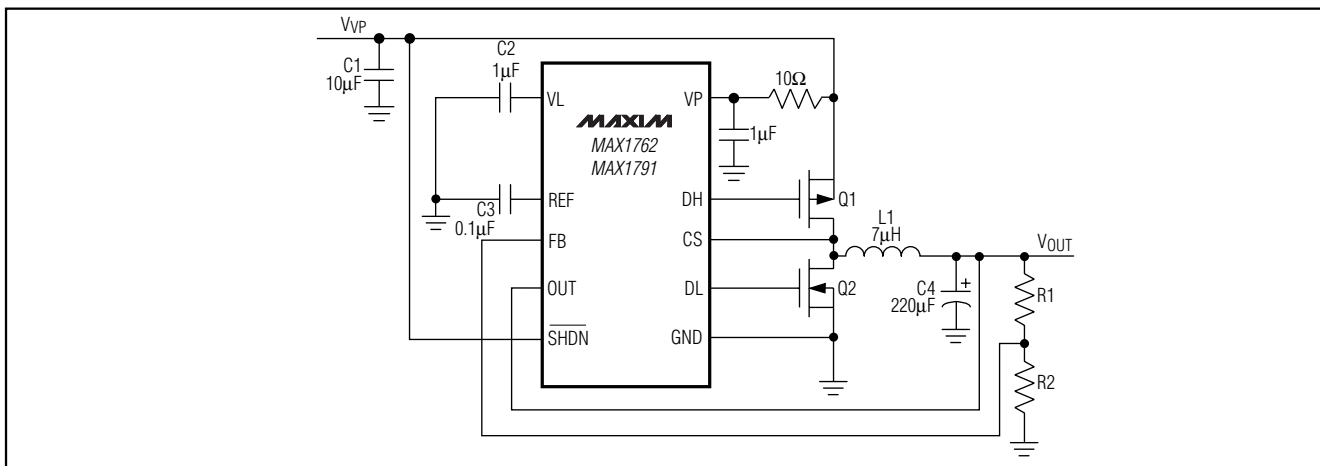 VVP
C1
10μF
C2
1μF
VL
VP
10Ω
1μF
MAXIM
MAX1762
MAX1791
REF
C3
0.1μF
DH
Q1
FB
CS
L1
7μH
VOUT
OUT
DL
Q2
C4
+
220μF
R1
SHDN
GND
R2